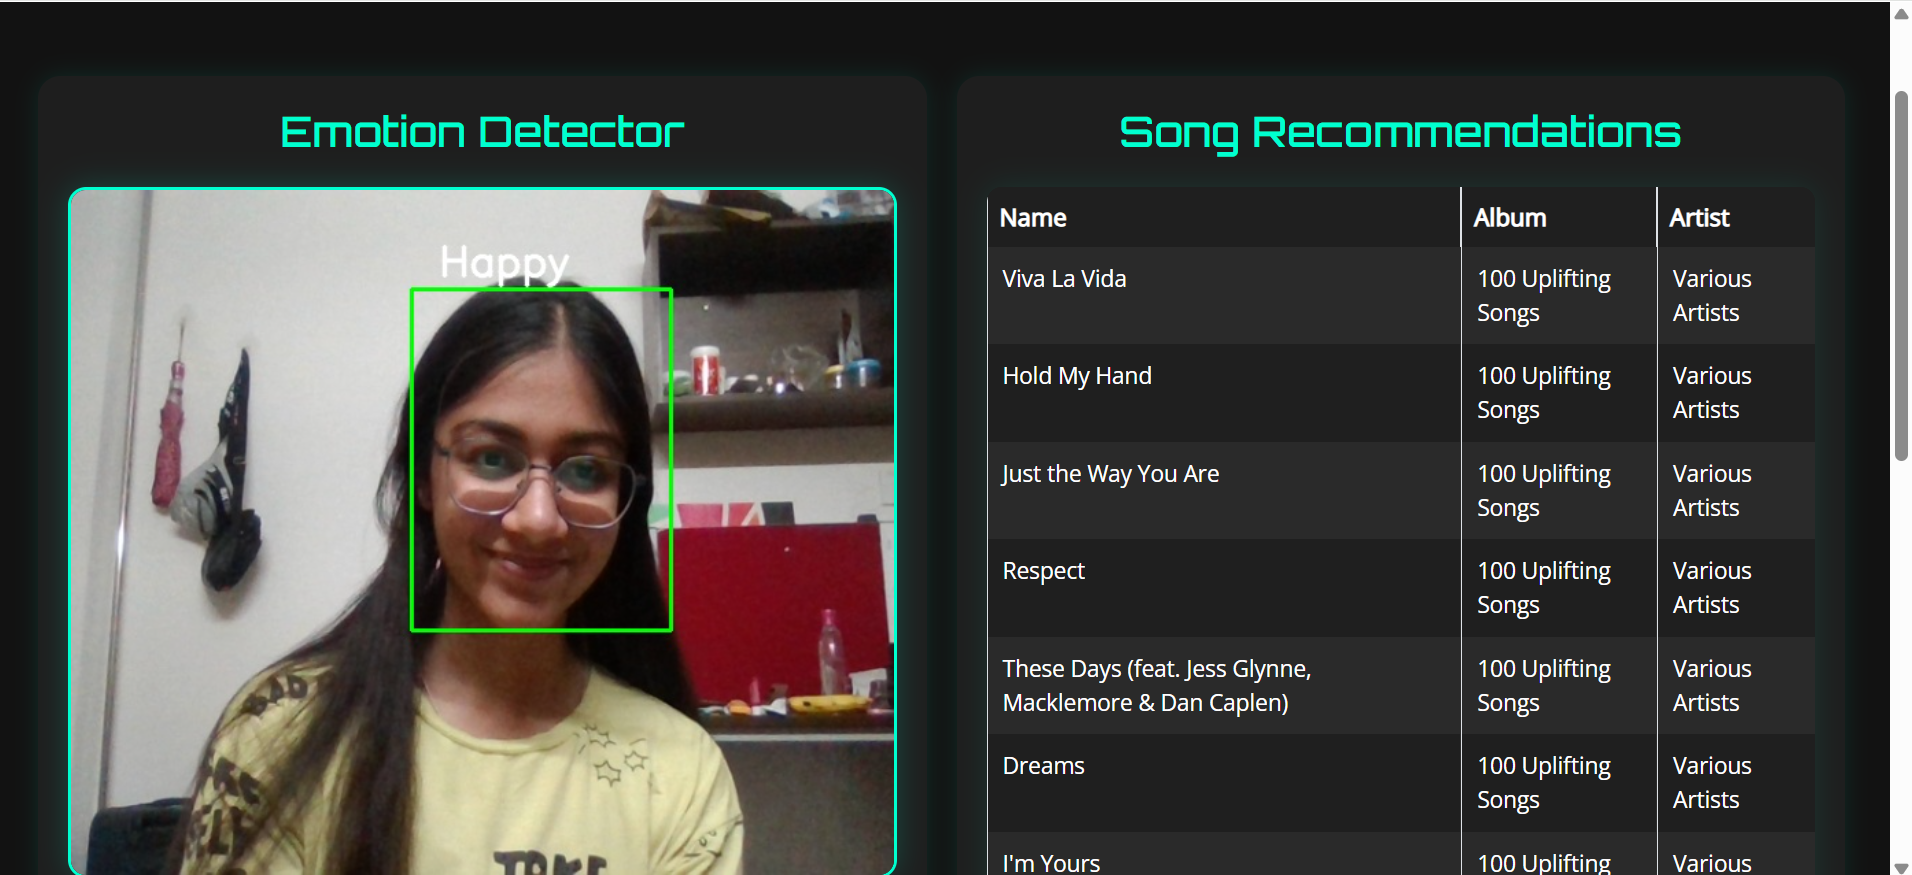 Emotion Detector
Happy
TAKE
Song Recommendations
Name Album Artist
Viva La Vida 100 Uplifting Various
Songs Artists
Hold My Hand 100 Uplifting Various
Songs Artists
Just the Way You Are 100 Uplifting Various
Songs Artists
Respect 100 Uplifting Various
Songs Artists
These Days (feat. Jess Glynne, 100 Uplifting Various
Macklemore & Dan Caplen) Songs Artists
Dreams 100 Uplifting Various
Songs Artists
I'm Yours 100 Uplifting Various